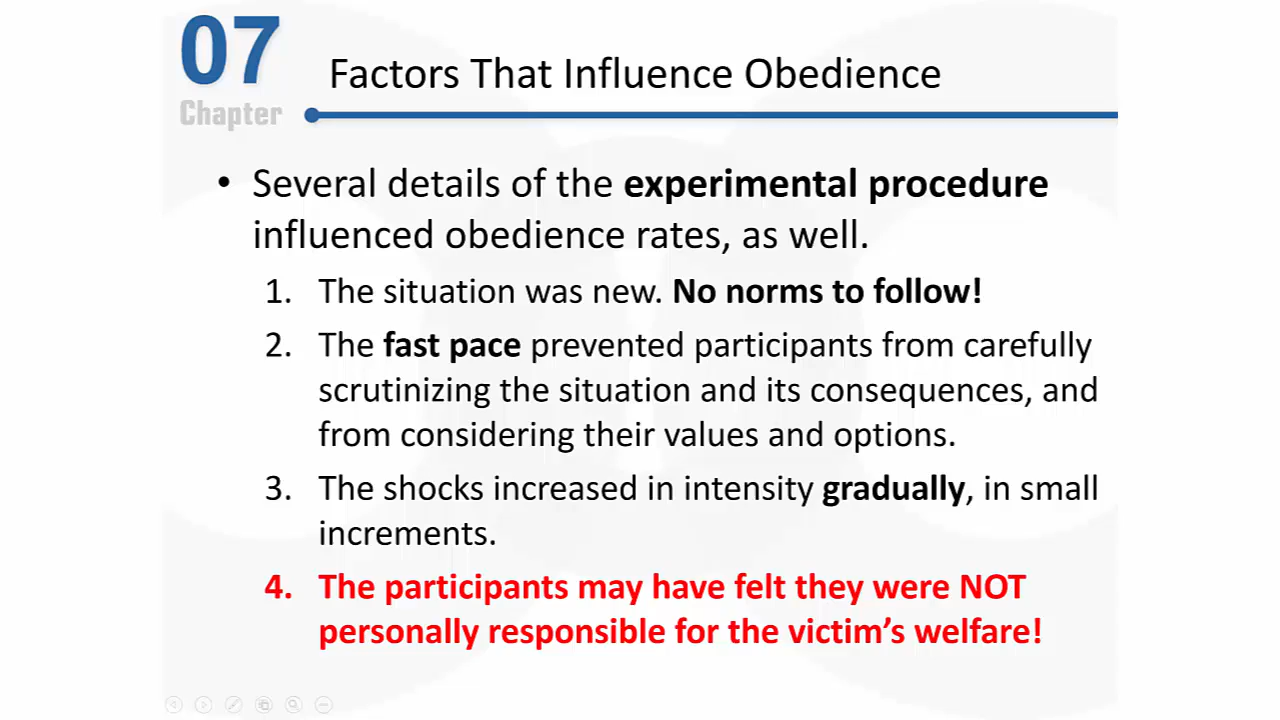 07
Chapter
Factors That Influence Obedience
• Several details of the experimental procedure
influenced obedience rates, as well.
1. The situation was new. No norms to follow!
2. The fast pace prevented participants from carefully
scrutinizing the situation and its consequences, and
from considering their values and options.
3. The shocks increased in intensity gradually, in small
increments.
4. The participants may have felt they were NOT
personally responsible for the victim’s welfare!